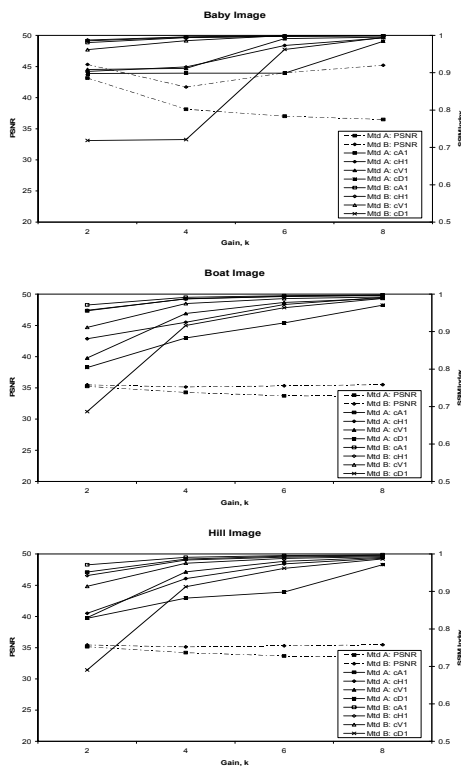 Baby Image
50
45
40
35
30
25
20
1
0.9
0.8
0.7
0.6
0.5
PSNR
SSIM Index
2 4 6 8
Gain, k
Mtd A: PSNR
Mtd B: PSNR
Mtd A: cA1
Mtd A: cH1
Mtd A: cV1
Mtd A: cD1
Mtd B: cA1
Mtd B: cH1
Mtd B: cV1
Mtd B: cD1
Boat Image
50
45
40
35
30
25
20
1
0.9
0.8
0.7
0.6
0.5
PSNR
SSIM Index
2 4 6 8
Gain, k
Mtd A: PSNR
Mtd B: PSNR
Mtd A: cA1
Mtd A: cH1
Mtd A: cV1
Mtd A: cD1
Mtd B: cA1
Mtd B: cH1
Mtd B: cV1
Mtd B: cD1
Hill Image
50
45
40
35
30
25
20
1
0.9
0.8
0.7
0.6
0.5
PSNR
SSIM Index
2 4 6 8
Gain, k
Mtd A: PSNR
Mtd B: PSNR
Mtd A: cA1
Mtd A: cH1
Mtd A: cV1
Mtd A: cD1
Mtd B: cA1
Mtd B: cH1
Mtd B: cV1
Mtd B: cD1